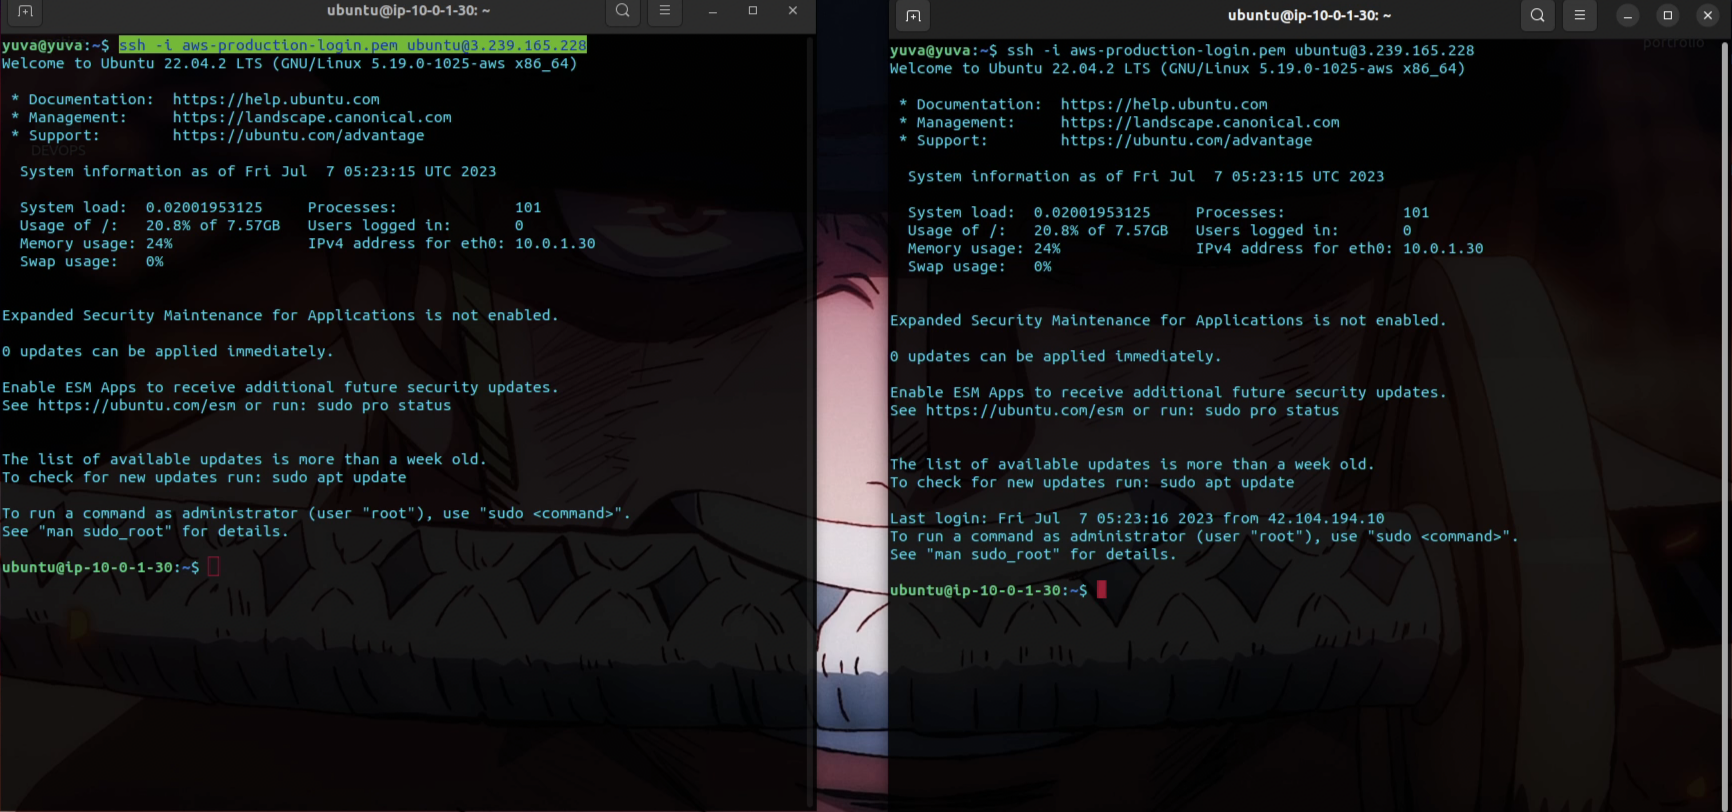 ubuntu@ip-10-0-1-30: ~
yuva@yuva:~$ ssh -i aws-production-login.pem ubuntu@3.239.165.228
Welcome to Ubuntu 22.04.2 LTS (GNU/Linux 5.19.0-1025-aws x86_64)
* Documentation:  https://help.ubuntu.com
* Management:     https://landscape.canonical.com
* Support:        https://ubuntu.com/advantage
DEVOPS
System information as of Fri Jul  7 05:23:15 UTC 2023
System load:  0.02001953125     Processes:             101
Usage of /:   20.8% of 7.57GB   Users logged in:       0
Memory usage: 24%               IPv4 address for eth0: 10.0.1.30
Swap usage:   0%
Expanded Security Maintenance for Applications is not enabled.
0 updates can be applied immediately.
Enable ESM Apps to receive additional future security updates.
See https://ubuntu.com/esm or run: sudo pro status
The list of available updates is more than a week old.
To check for new updates run: sudo apt update
To run a command as administrator (user "root"), use "sudo <command>".
See "man sudo_root" for details.
ubuntu@ip-10-0-1-30:~$
ubuntu@ip-10-0-1-30: ~
portfolio
yuva@yuva:~$ ssh -i aws-production-login.pem ubuntu@3.239.165.228
Welcome to Ubuntu 22.04.2 LTS (GNU/Linux 5.19.0-1025-aws x86_64)
* Documentation:  https://help.ubuntu.com
* Management:     https://landscape.canonical.com
* Support:        https://ubuntu.com/advantage
System information as of Fri Jul  7 05:23:15 UTC 2023
System load:  0.02001953125     Processes:             101
Usage of /:   20.8% of 7.57GB   Users logged in:       0
Memory usage: 24%               IPv4 address for eth0: 10.0.1.30
Swap usage:   0%
Expanded Security Maintenance for Applications is not enabled.
0 updates can be applied immediately.
Enable ESM Apps to receive additional future security updates.
See https://ubuntu.com/esm or run: sudo pro status
The list of available updates is more than a week old.
To check for new updates run: sudo apt update
Last login: Fri Jul  7 05:23:16 2023 from 42.104.194.10
To run a command as administrator (user "root"), use "sudo <command>".
See "man sudo_root" for details.
ubuntu@ip-10-0-1-30:~$